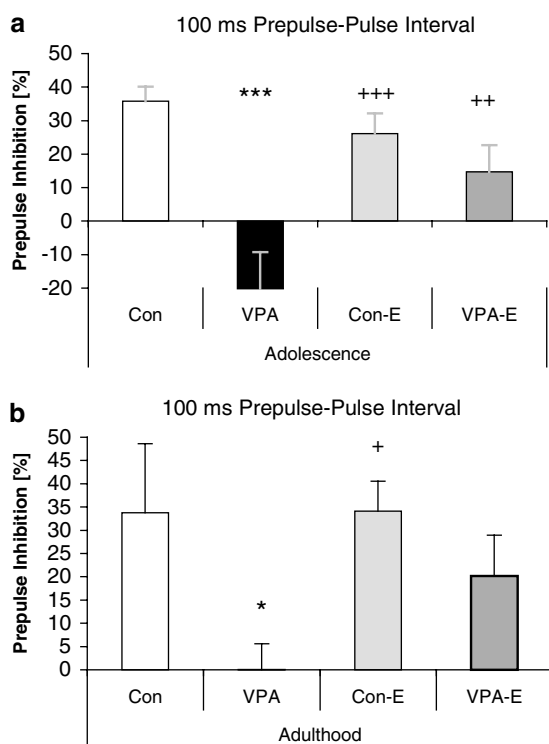 a
100 ms Prepulse-Pulse Interval
Prepulse Inhibition [%]
50
40
30
20
10
0
-10
-20
***
+++
++
Con VPA Con-E VPA-E
Adolescence
b
100 ms Prepulse-Pulse Interval
Prepulse Inhibition [%]
50
45
40
35
30
25
20
15
10
5
0
+
*
Con VPA Con-E VPA-E
Adulthood